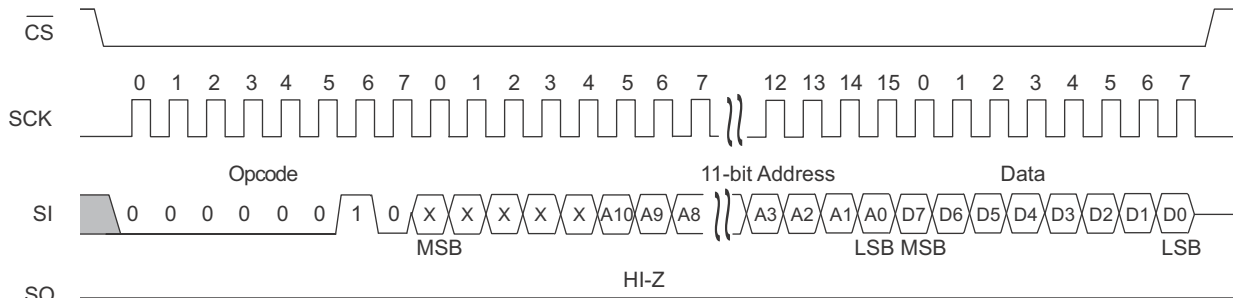 CS
0 1 2 3 4 5 6 7 0 1 2 3 4 5 6 7 12 13 14 15 0 1 2 3 4 5 6 7
SCK
Opcode 11-bit Address Data
SI 0 0 0 0 0 0 1 0 X X X X X A10 A9 A8 A3 A2 A1 A0 D7 D6 D5 D4 D3 D2 D1 D0
MSB LSB MSB LSB
HI-Z
SO